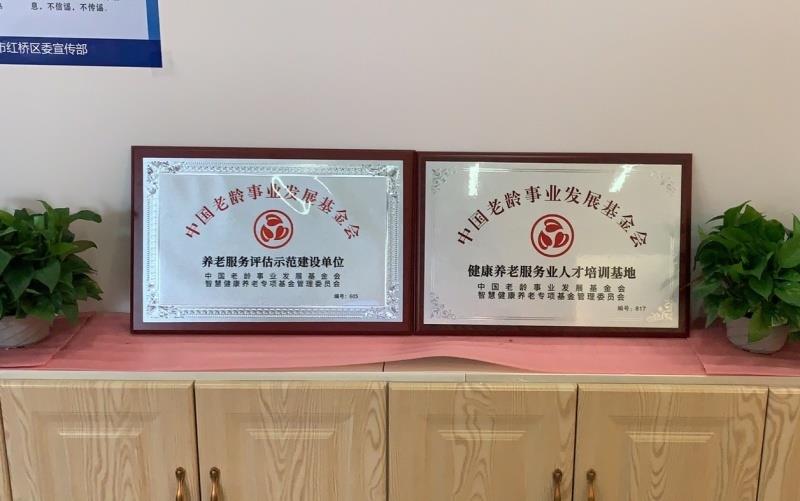 息，不信谣，不传谣。
市红桥区委宣传部
中国老龄事业发展基金会
养老服务评估示范建设单位
中国老龄事业发展基金会
智慧健康养老专项基金管理委员会
编号：605
中国老龄事业发展基金会
健康养老服务业人才培训基地
中国老龄事业发展基金会
智慧健康养老专项基金管理委员会
编号：817